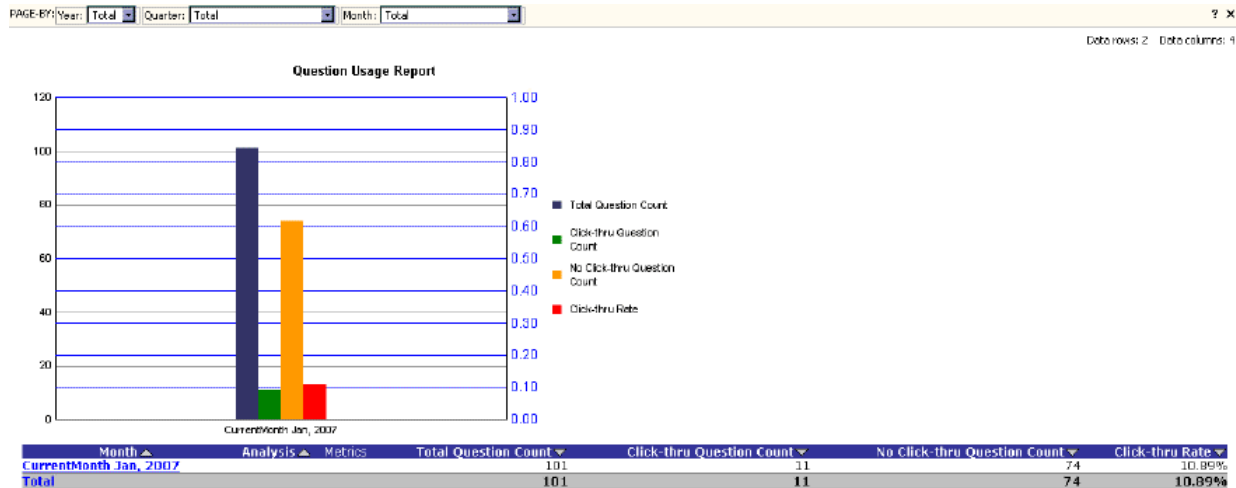 PAGE-BY: Year: Total Quarter: Total Month: Total ? X
Data rows: 2 Data columns: 4
Question Usage Report
120
100
80
60
40
20
0
1.00
0.90
0.80
0.70
0.60
0.50
0.40
0.30
0.20
0.10
0.00
CurrentMonth Jan, 2007
Total Question Count
Click-thru Question
Count
No Click-thru Question
Count
Click-thru Rate
Month Analysis Metrics Total Question Count Click-thru Question Count No Click-thru Question Count Click-thru Rate
CurrentMonth Jan, 2007 101 11 74 10.89%
Total 101 11 74 10.89%